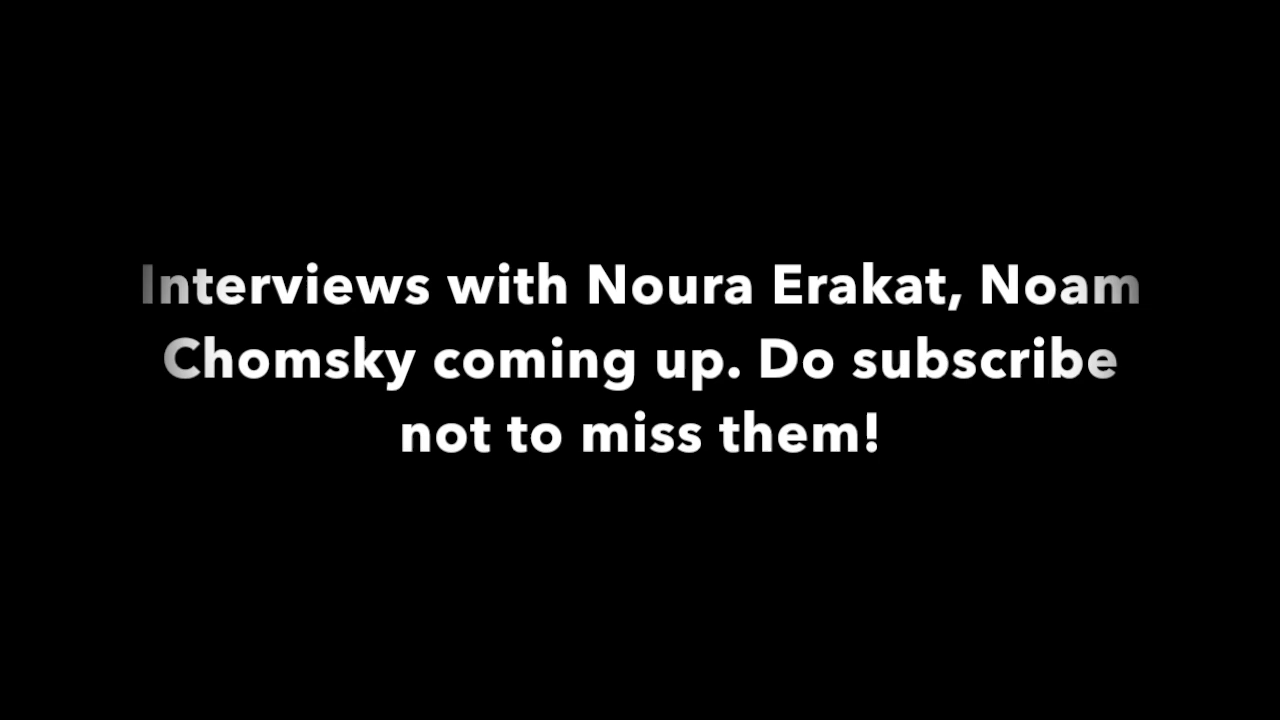 Interviews with Noura Erakat, Noam
Chomsky coming up. Do subscribe
not to miss them!